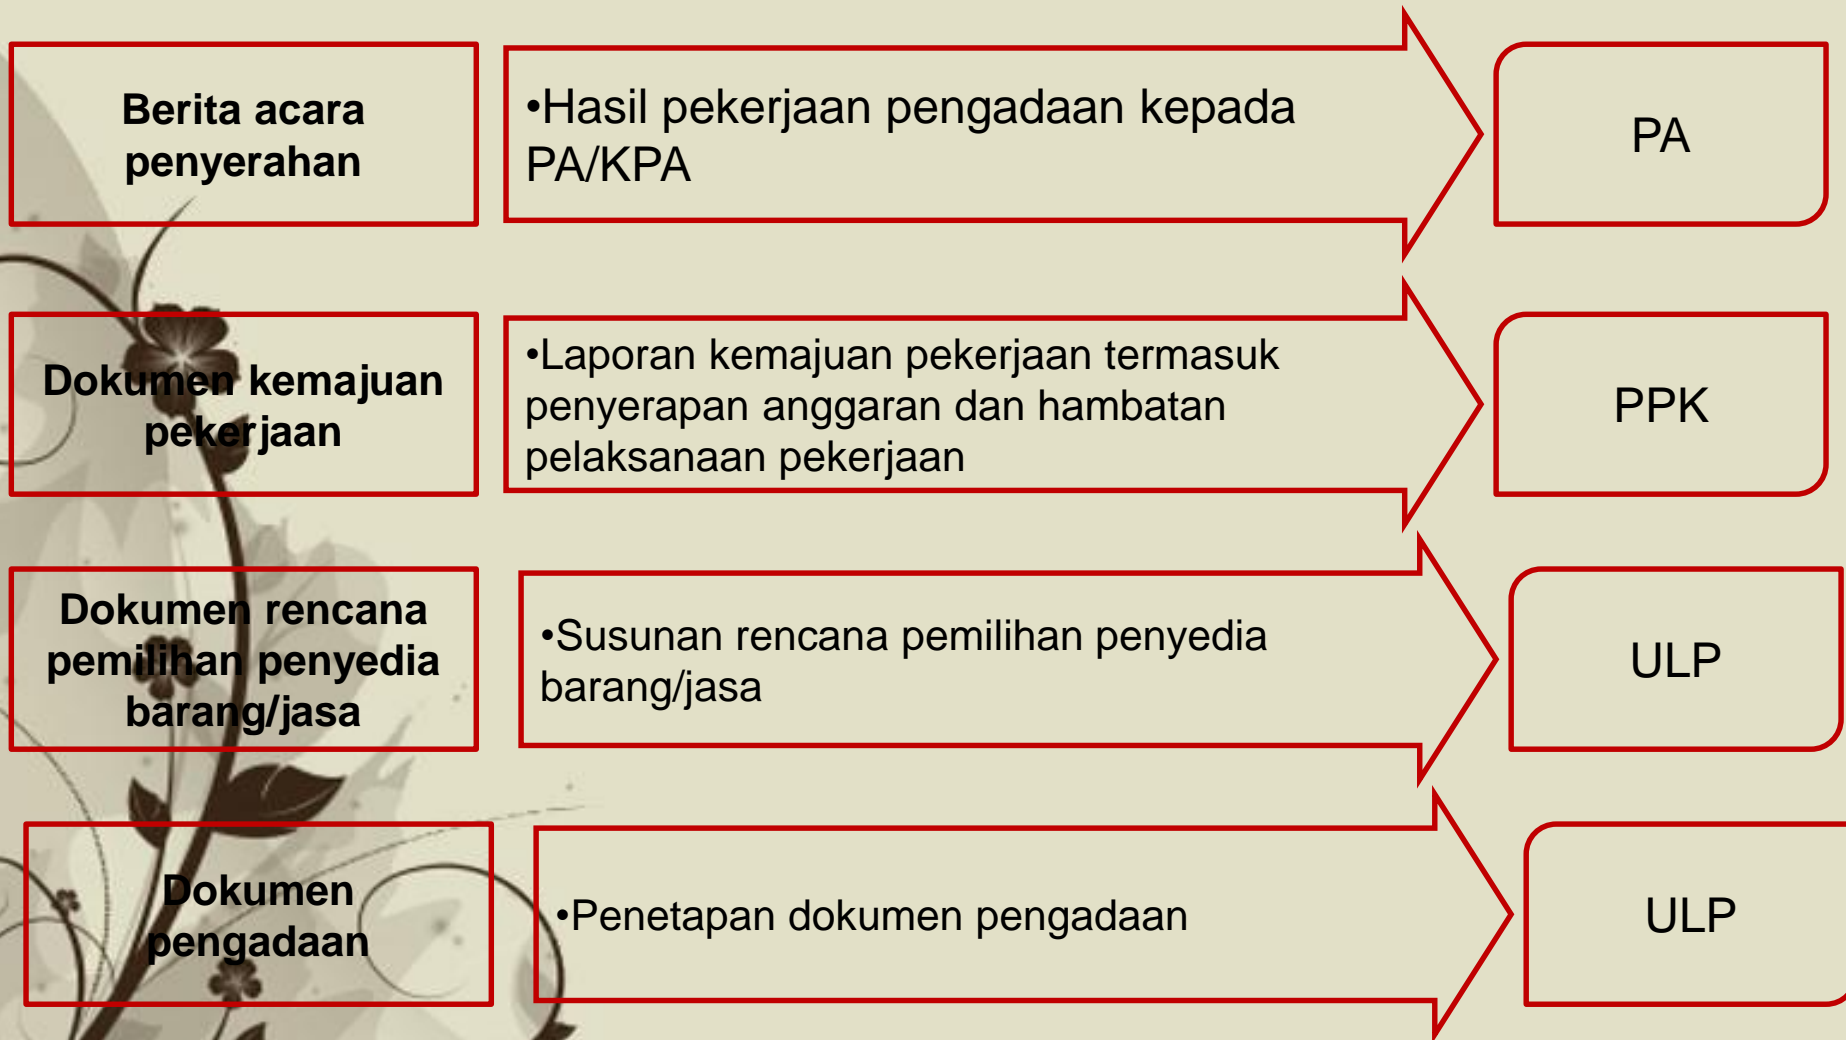 Berita acara
penyerahan
•Hasil pekerjaan pengadaan kepada
PA/KPA
PA
Dokumen kemajuan
pekerjaan
•Laporan kemajuan pekerjaan termasuk
penyerapan anggaran dan hambatan
pelaksanaan pekerjaan
PPK
Dokumen rencana
pemilihan penyedia
barang/jasa
•Susunan rencana pemilihan penyedia
barang/jasa
ULP
Dokumen
pengadaan
•Penetapan dokumen pengadaan
ULP